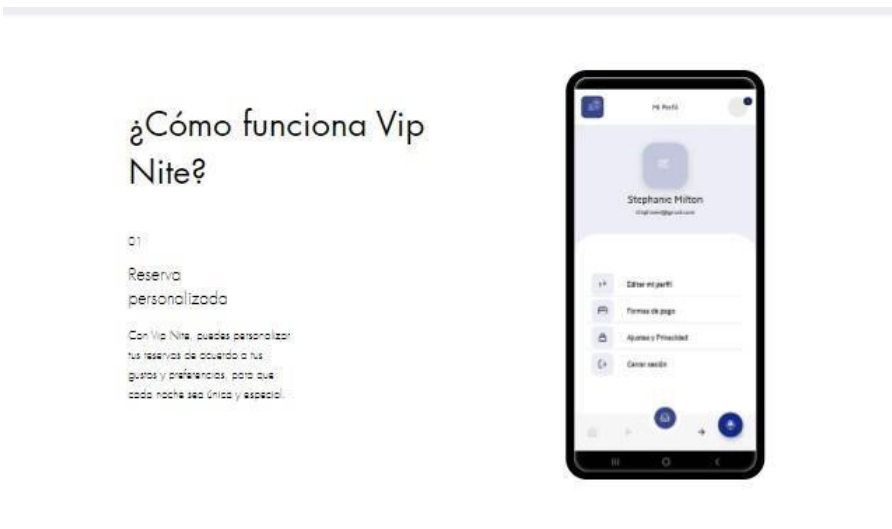 ¿Cómo funciona Vip
Nite?
01
Reserva
personalizada
Con Vip Nite, puedes personalizar
tus reservas de acuerdo a tus
gustos y preferencias, para que
cada noche sea única y especial.
Mi Perfil
Stephanie Milton
Editar mi perfil
Formas de pago
Ajustes y Privacidad
Cerrar sesión